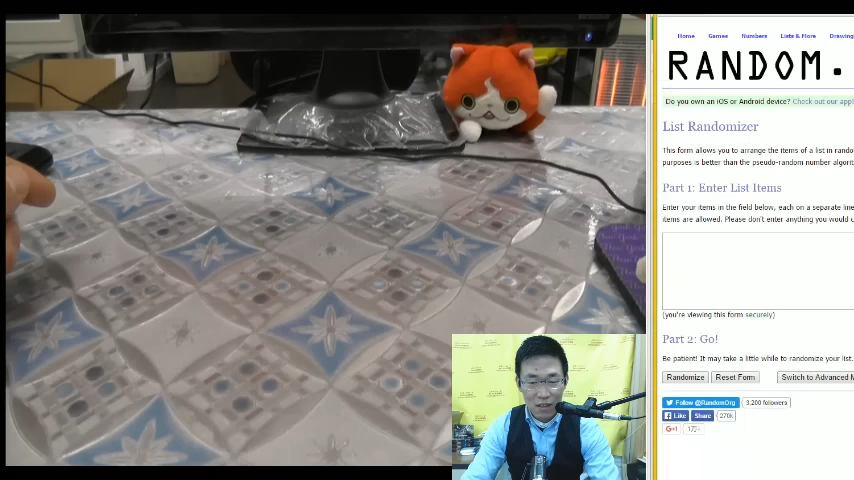 Home Games Numbers Lists & More Drawing
RANDOM.
Do you own an iOS or Android device? Check out our app!
List Randomizer
This form allows you to arrange the items of a list in rando
purposes is better than the pseudo-random number algorit
Part 1: Enter List Items
Enter your items in the field below, each on a separate line
items are allowed. Please don't enter anything you would c
(you're viewing this form securely)
Part 2: Go!
Be patient! It may take a little while to randomize your list.
Randomize Reset Form Switch to Advanced M
Follow @RandomOrg 3,200 followers
Like Share 270k
G+1 1万+